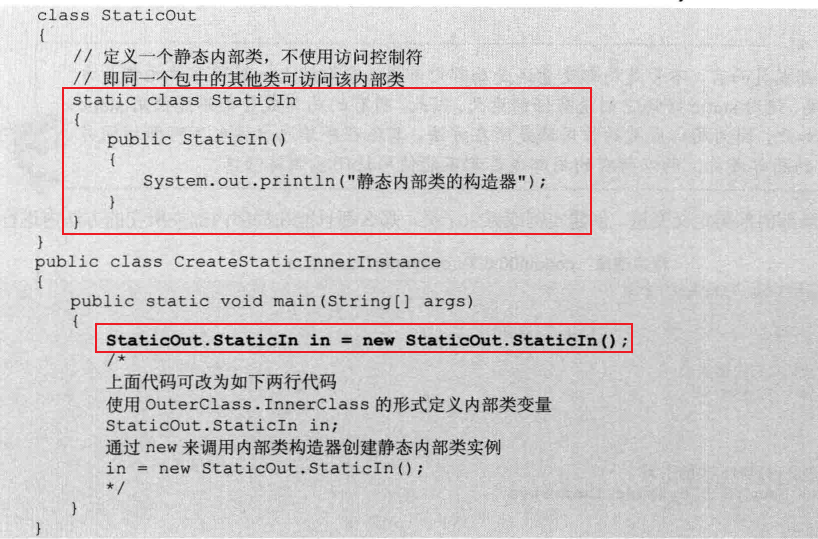 class StaticOut
{
// 定义一个静态内部类，不使用访问控制符
// 即同一个包中的其他类可访问该内部类
static class StaticIn
{
public StaticIn()
{
System.out.println("静态内部类的构造器");
}
}
}
public class CreateStaticInnerInstance
{
public static void main(String[] args)
{
StaticOut.StaticIn in = new StaticOut.StaticIn();
/*
上面代码可改为如下两行代码
使用 OuterClass.InnerClass 的形式定义内部类变量
StaticOut.StaticIn in;
通过 new 来调用内部类构造器创建静态内部类实例
in = new StaticOut.StaticIn();
*/
}
}